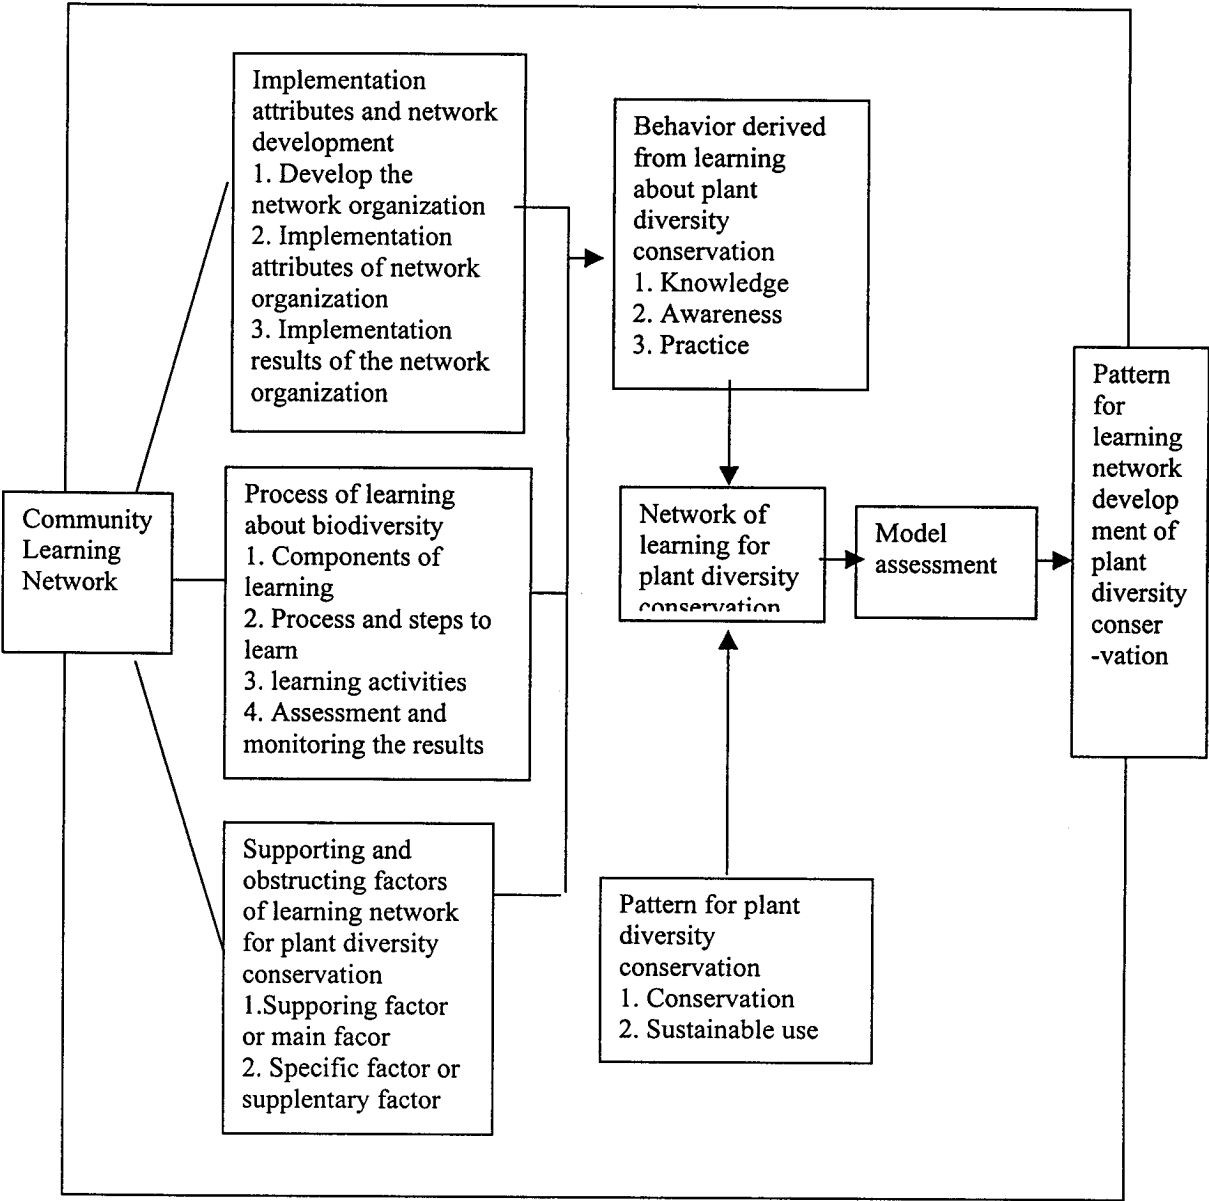 Implementation
attributes and network
development
1. Develop the
network organization
2. Implementation
attributes of network
organization
3. Implementation
results of the network
organization
Behavior derived
from learning
about plant
diversity
conservation
1. Knowledge
2. Awareness
3. Practice
Community
Learning
Network
Process of learning
about biodiversity
1. Components of
learning
2. Process and steps to
learn
3. learning activities
4. Assessment and
monitoring the results
Network of
learning for
plant diversity
conservation
Model
assessment
Pattern
for
learning
network
develop
ment of
plant
diversity
conser
-vation
Supporting and
obstructing factors
of learning network
for plant diversity
conservation
1.Supporing factor
or main facor
2. Specific factor or
supplentary factor
Pattern for plant
diversity
conservation
1. Conservation
2. Sustainable use